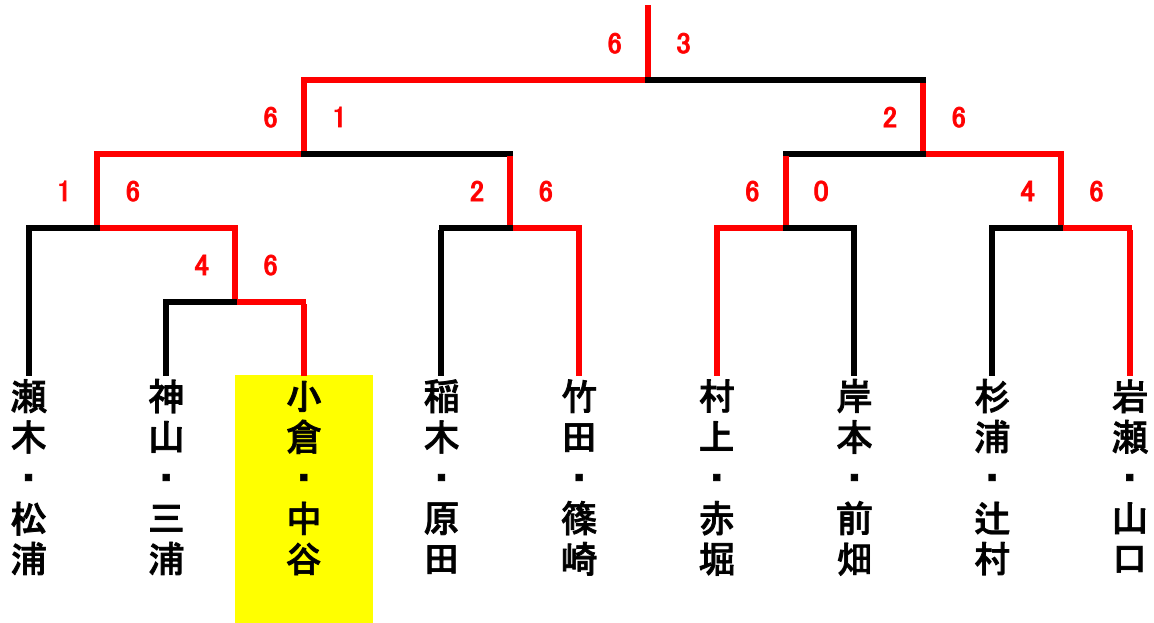 6 3
6 1
2 6
1 6
2 6
6 0
4 6
4 6
瀬木・松浦
神山・三浦
小倉・中谷
稲木・原田
竹田・篠崎
村上・赤堀
岸本・前畑
杉浦・辻村
岩瀬・山口